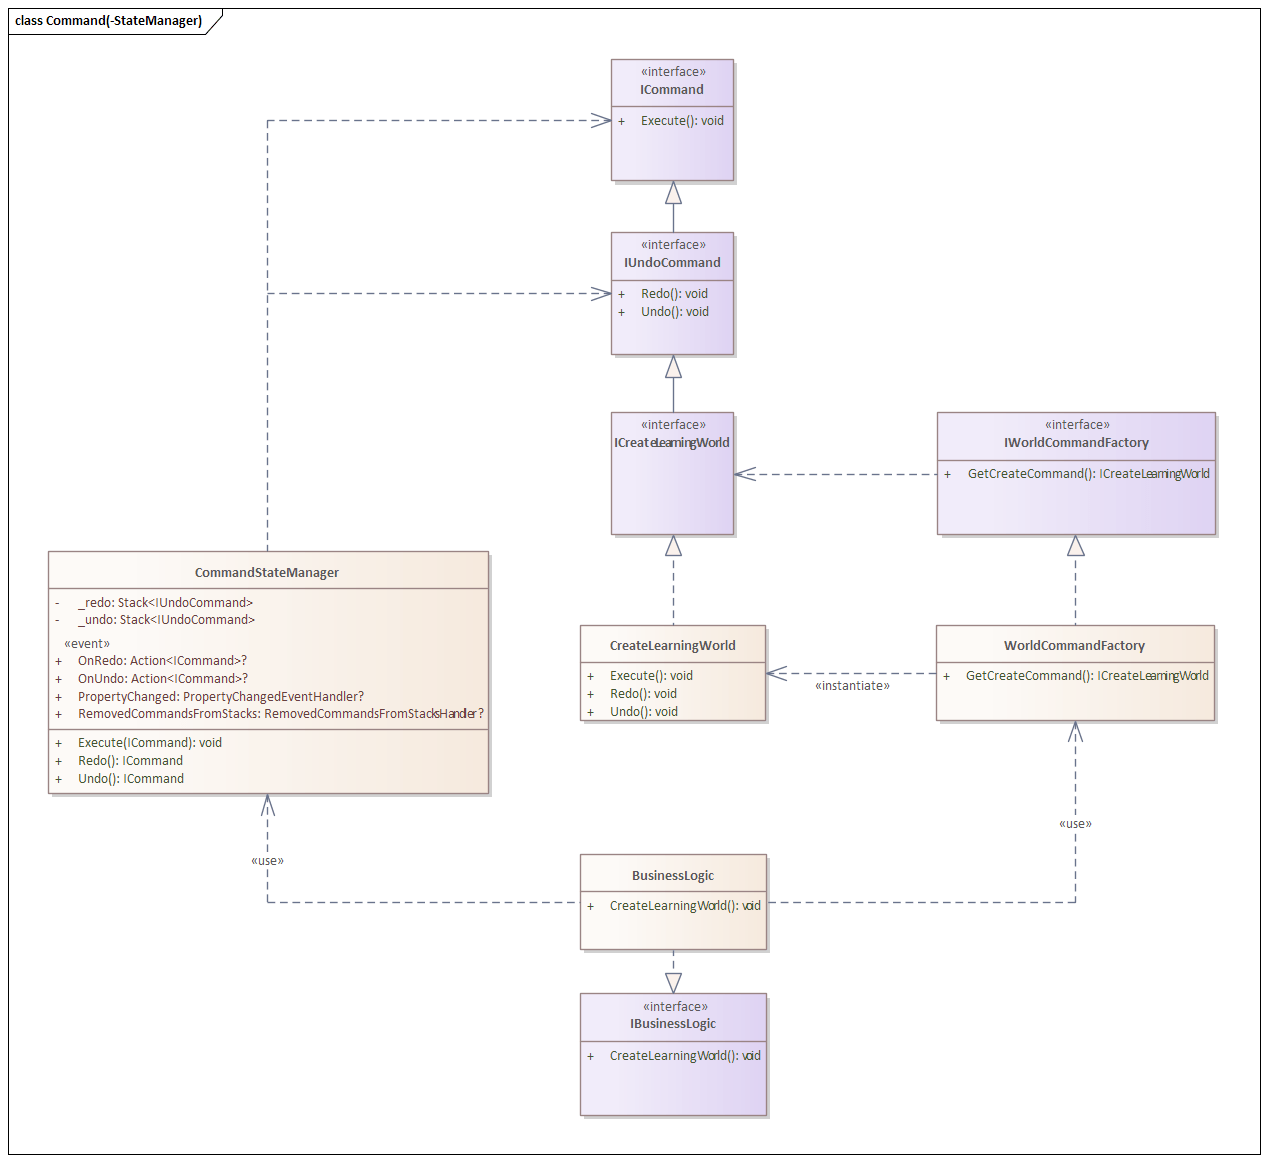 class Command(-StateManager)
«interface»
ICommand
+ Execute(): void
«interface»
IUndoCommand
+ Redo(): void
+ Undo(): void
«interface»
ICreateLearningWorld
«interface»
IWorldCommandFactory
+ GetCreateCommand(): ICreateLearningWorld
CommandStateManager
- _redo: Stack<IUndoCommand>
- _undo: Stack<IUndoCommand>
«event»
+ OnRedo: Action<ICommand>?
+ OnUndo: Action<ICommand>?
+ PropertyChanged: PropertyChangedEventHandler?
+ RemovedCommandsFromStacks: RemovedCommandsFromStacksHandler?
+ Execute(ICommand): void
+ Redo(): ICommand
+ Undo(): ICommand
CreateLearningWorld
+ Execute(): void
+ Redo(): void
+ Undo(): void
«instantiate»
WorldCommandFactory
+ GetCreateCommand(): ICreateLearningWorld
«use»
«use»
BusinessLogic
+ CreateLearningWorld(): void
«interface»
IBusinessLogic
+ CreateLearningWorld(): void